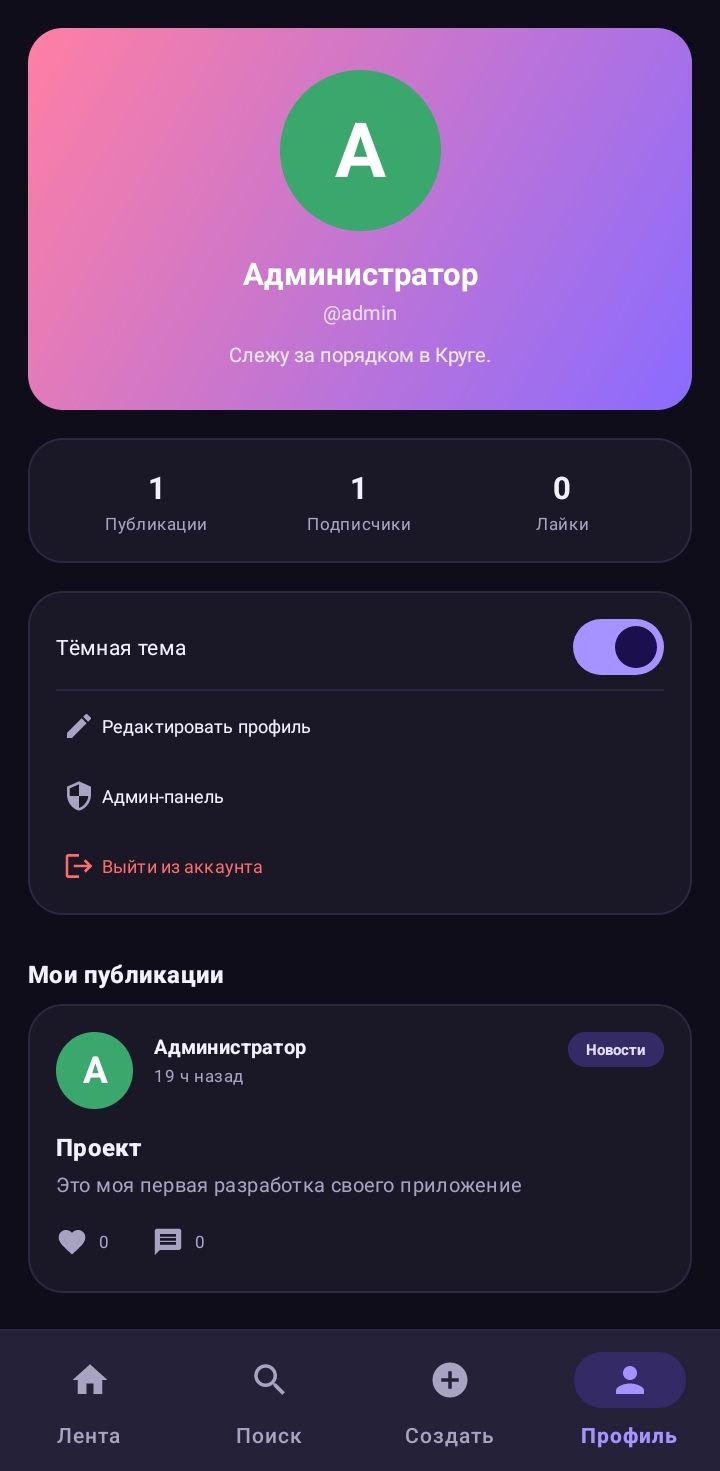 A
Администратор
@admin
Слежу за порядком в Круге.
1 1 0
Публикации Подписчики Лайки
Тёмная тема
Редактировать профиль
Админ-панель
Выйти из аккаунта
Мои публикации
А Администратор Новости
19 ч назад
Проект
Это моя первая разработка своего приложение
0 0
Лента Поиск Создать Профиль